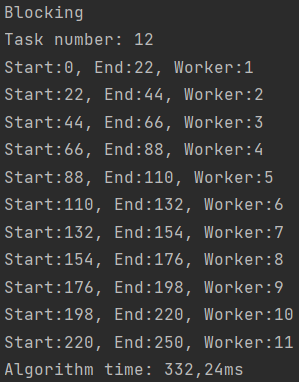 Blocking
Task number: 12
Start:0, End:22, Worker:1
Start:22, End:44, Worker:2
Start:44, End:66, Worker:3
Start:66, End:88, Worker:4
Start:88, End:110, Worker:5
Start:110, End:132, Worker:6
Start:132, End:154, Worker:7
Start:154, End:176, Worker:8
Start:176, End:198, Worker:9
Start:198, End:220, Worker:10
Start:220, End:250, Worker:11
Algorithm time: 332,24ms